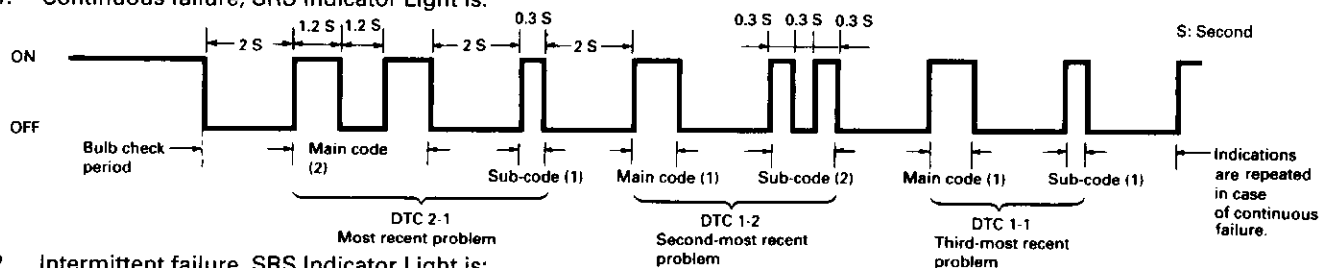 Continuous failure, SRS Indicator Light is:
0.3 S
0.3 S 0.3 S 0.3 S
1.2 S 1.2 S
S: Second
2 S
2 S
2 S
ON
OFF
Bulb check period
Main code
(2)
Sub-code (1)
Main code (1)
Sub-code (2)
Main code (1)
Sub-code (1)
Indications
are repeated
in case
of continuous
failure.
DTC 2-1
Most recent problem
DTC 1-2
Second-most recent
problem
DTC 1-1
Third-most recent
problem
Intermittent failure, SRS Indicator Light is: